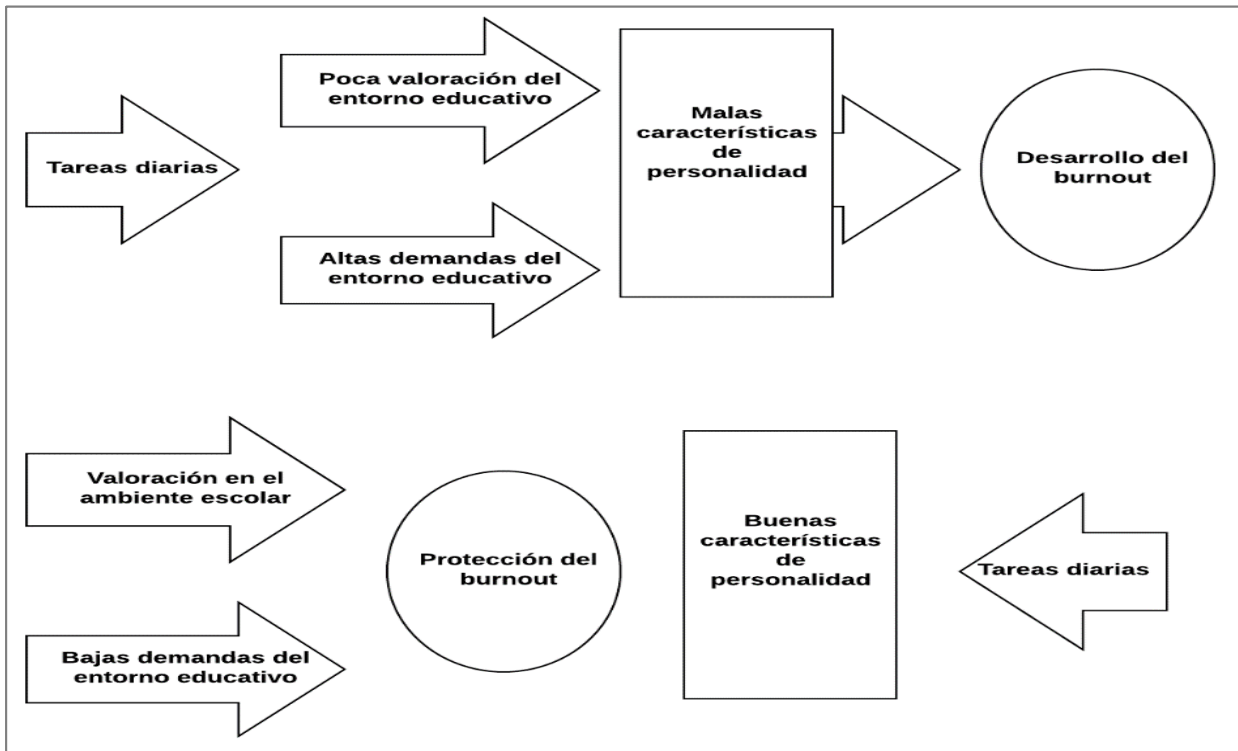 Tareas diarias
Poca valoración del
entorno educativo
Altas demandas del
entorno educativo
Malas
características
de
personalidad
Desarrollo del
burnout
Valoración en el
ambiente escolar
Bajas demandas del
entorno educativo
Protección del
burnout
Buenas
características
de
personalidad
Tareas diarias